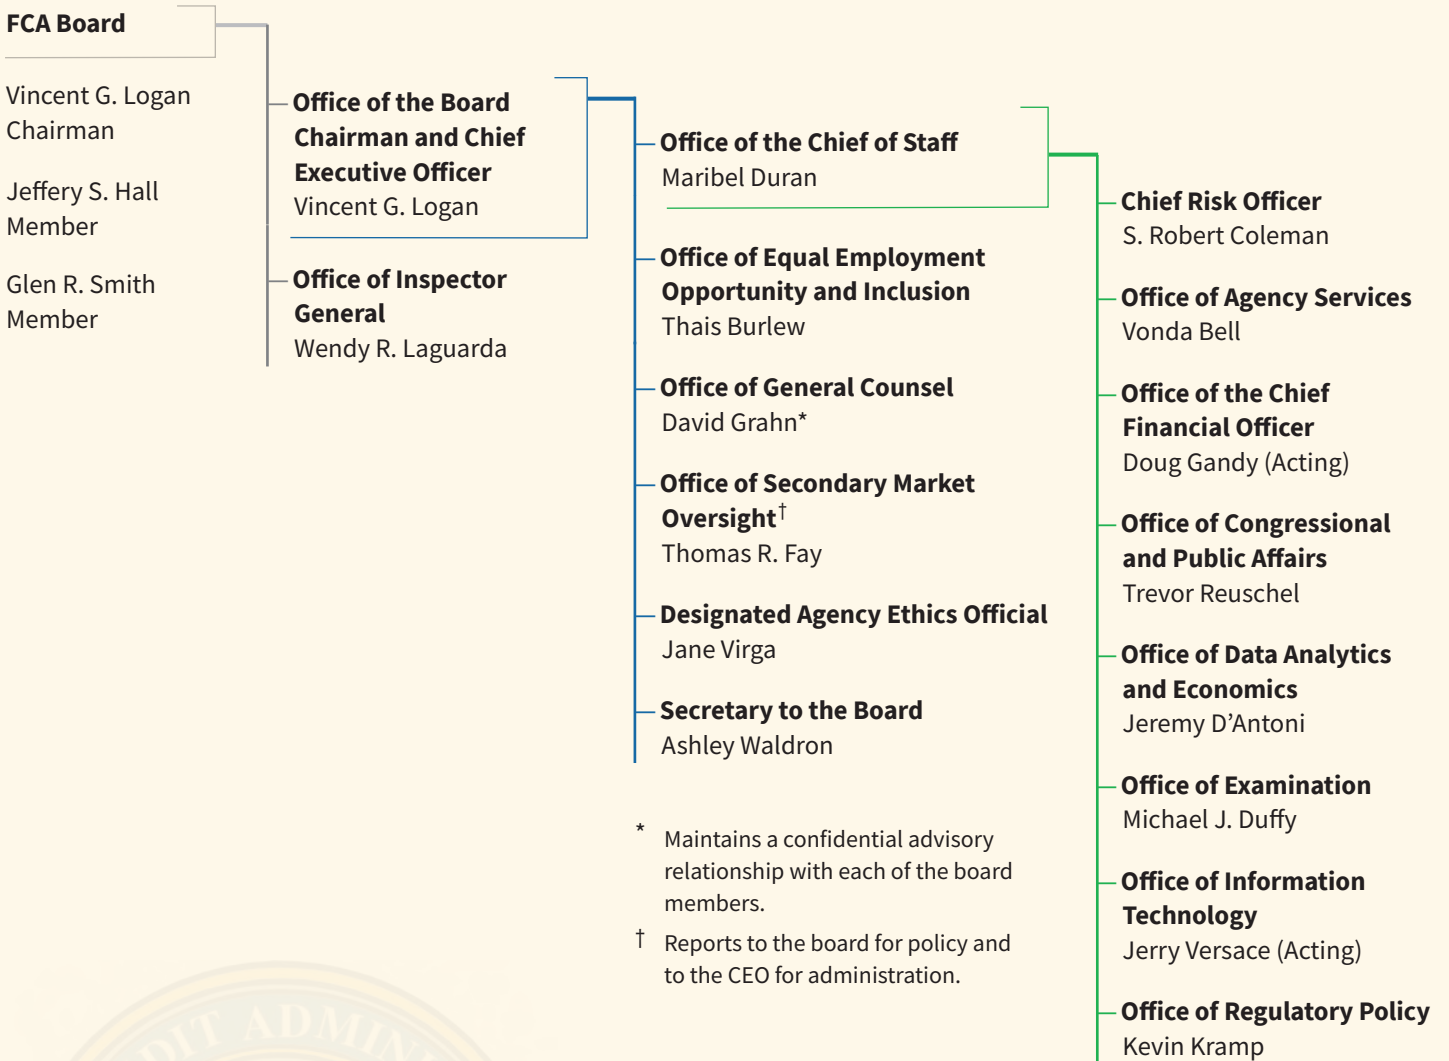 FCA Board
Vincent G. Logan
Chairman
Jeffery S. Hall
Member
Glen R. Smith
Member
Office of the Board
Chairman and Chief
Executive Officer
Vincent G. Logan
Office of Inspector
General
Wendy R. Laguarda
Office of the Chief of Staff
Maribel Duran
Office of Equal Employment
Opportunity and Inclusion
Thais Burlew
Office of General Counsel
David Grahn*
Office of Secondary Market
Oversight†
Thomas R. Fay
Designated Agency Ethics Official
Jane Virga
Secretary to the Board
Ashley Waldron
* Maintains a confidential advisory
relationship with each of the board
members.
† Reports to the board for policy and
to the CEO for administration.
Chief Risk Officer
S. Robert Coleman
Office of Agency Services
Vonda Bell
Office of the Chief
Financial Officer
Doug Gandy (Acting)
Office of Congressional
and Public Affairs
Trevor Reuschel
Office of Data Analytics
and Economics
Jeremy D’Antoni
Office of Examination
Michael J. Duffy
Office of Information
Technology
Jerry Versace (Acting)
Office of Regulatory Policy
Kevin Kramp